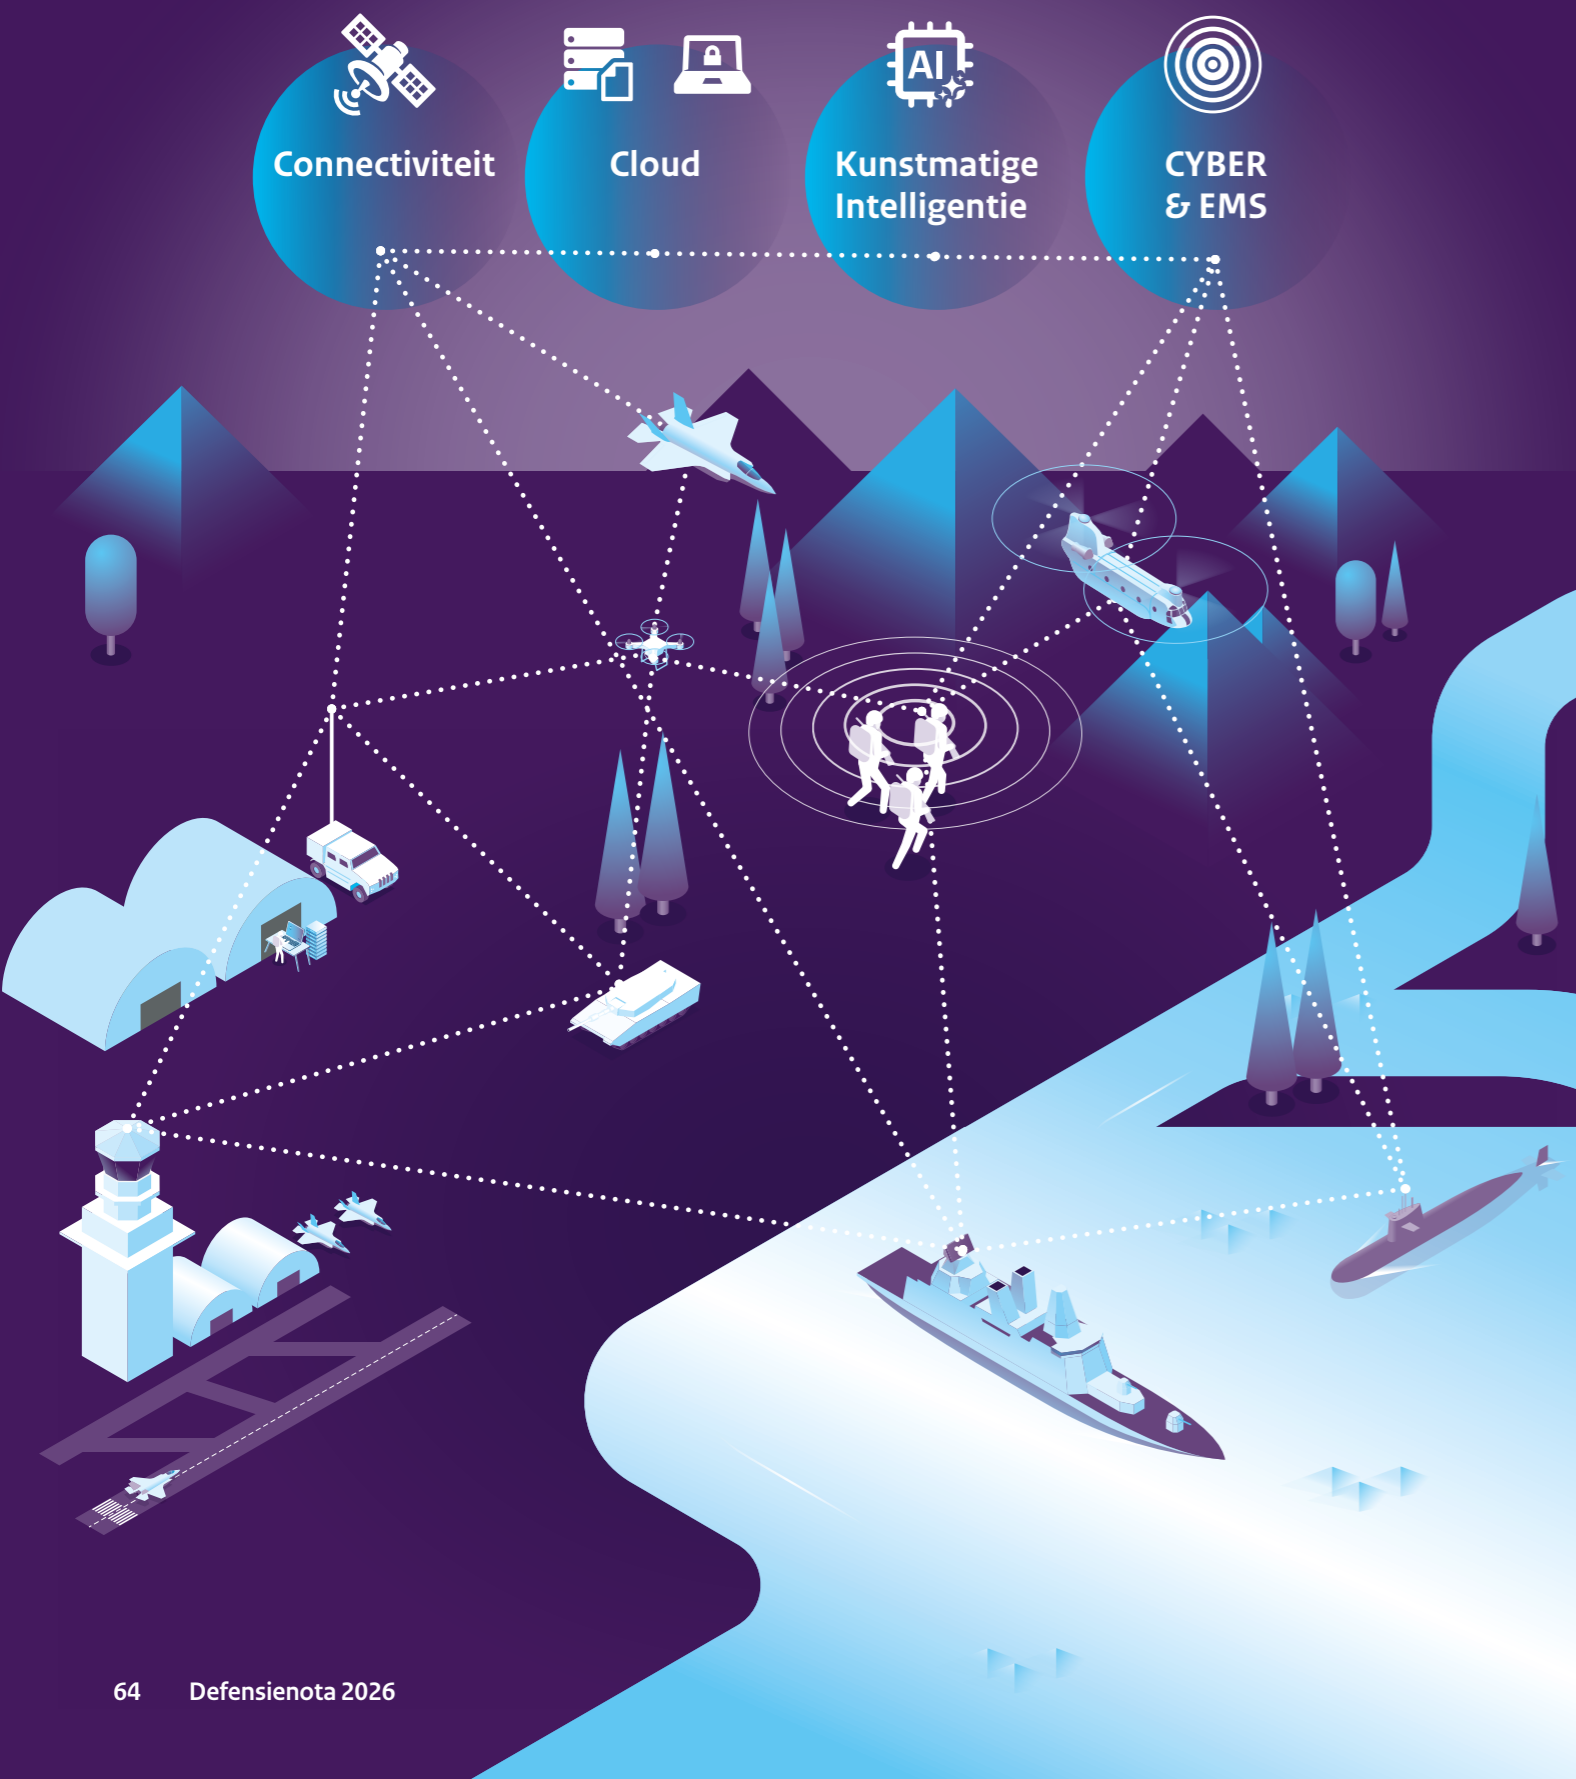 AI
Connectiviteit
Cloud
Kunstmatige
Intelligentie
CYBER
& EMS
64 Defensienota 2026